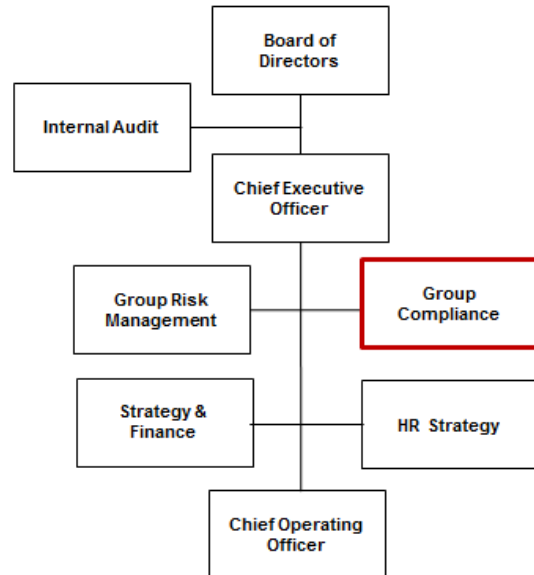 Board of
Directors
Internal Audit
Chief Executive
Officer
Group Risk
Management
Group
Compliance
Strategy &
Finance
HR Strategy
Chief Operating
Officer